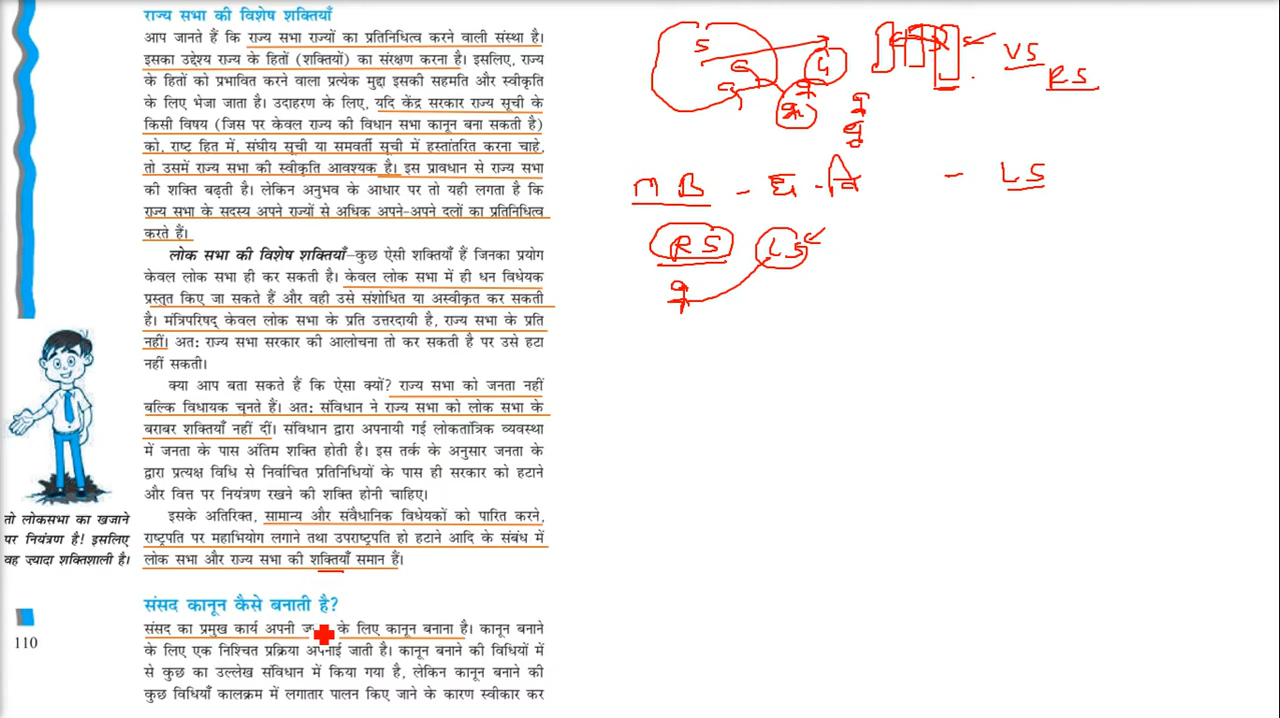 राज्य सभा की विशेष शक्तियाँ
आप जानते हैं कि राज्य सभा राज्यों का प्रतिनिधित्व करने वाली संस्था है।
इसका उद्देश्य राज्य के हितों (शक्तियों) का संरक्षण करना है। इसलिए, राज्य
के हितों को प्रभावित करने वाला प्रत्येक मुद्दा इसकी सहमति और स्वीकृति
के लिए भेजा जाता है। उदाहरण के लिए, यदि केंद्र सरकार राज्य सूची के
किसी विषय (जिस पर केवल राज्य की विधान सभा कानून बना सकती है)
को, राष्ट हित में, संघीय सूची या समवर्ती सूची में हस्तांतरित करना चाहे,
तो उसमें राज्य सभा की स्वीकृति आवश्यक है। इस प्रावधान से राज्य सभा
की शक्ति बढ़ती है। लेकिन अनुभव के आधार पर तो यही लगता है कि
राज्य सभा के सदस्य अपने राज्यों से अधिक अपने-अपने दलों का प्रतिनिधित्व
करते हैं।
लोक सभा की विशेष शक्तियाँ–कुछ ऐसी शक्तियाँ हैं जिनका प्रयोग
केवल लोक सभा ही कर सकती है। केवल लोक सभा में ही धन विधेयक
प्रस्तुत किए जा सकते हैं और वही उसे संशोधित या अस्वीकृत कर सकती
है। मंत्रिपरिषद् केवल लोक सभा के प्रति उत्तरदायी है, राज्य सभा के प्रति
नहीं। अत: राज्य सभा सरकार की आलोचना तो कर सकती है पर उसे हटा
नहीं सकती।
क्या आप बता सकते हैं कि ऐसा क्यों? राज्य सभा को जनता नहीं
बल्कि विधायक चुनते हैं। अत: संविधान ने राज्य सभा को लोक सभा के
बराबर शक्तियाँ नहीं दीं। संविधान द्वारा अपनायी गई लोकतांत्रिक व्यवस्था
में जनता के पास अंतिम शक्ति होती है। इस तर्क के अनुसार जनता के
द्वारा प्रत्यक्ष विधि से निर्वाचित प्रतिनिधियों के पास ही सरकार को हटाने
और वित्त पर नियंत्रण रखने की शक्ति होनी चाहिए।
इसके अतिरिक्त, सामान्य और संवैधानिक विधेयकों को पारित करने,
राष्ट्रपति पर महाभियोग लगाने तथा उपराष्ट्रपति हो हटाने आदि के संबंध में
लोक सभा और राज्य सभा की शक्तियाँ समान हैं।
तो लोकसभा का खजाने
पर नियंत्रण है! इसलिए
वह ज़्यादा शक्तिशाली है।
संसद कानून कैसे बनाती है?
संसद का प्रमुख कार्य अपनी के लिए कानून बनाना है। कानून बनाने
के लिए एक निश्चित प्रक्रिया अपनाई जाती है। कानून बनाने की विधियों में
से कुछ का उल्लेख संविधान में किया गया है, लेकिन कानून बनाने की
कुछ विधियाँ कालक्रम में लगातार पालन किए जाने के कारण स्वीकार कर
110
S
VS
RS
M B - ध - वि - LS
RS LS